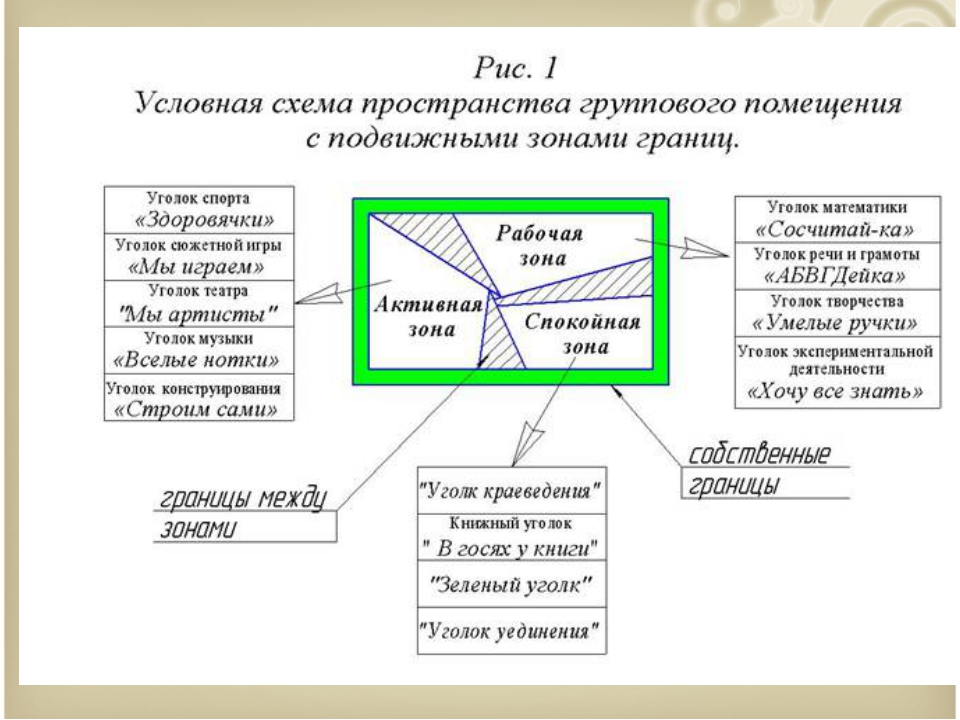 Рис. 1
Условная схема пространства группового помещения
с подвижными зонами границ.
Уголок спорта
«Здоровячки»
Уголок сюжетной игры
«Мы играем»
Уголок театра
"Мы артисты"
Уголок музыки
«Вселые нотки»
Уголок конструирования
«Строим сами»
Рабочая
зона
Активная
зона
Спокойная
зона
Уголок математики
«Сосчитай-ка»
Уголок речи и грамоты
«АБВГДейка»
Уголок творчества
«Умелые ручки»
Уголок экспериментальной
деятельности
«Хочу все знать»
границы между
зонами
собственные
границы
"Уголк краеведения"
Книжный уголок
" В госях у книги"
"Зеленый уголк"
"Уголок уединения"